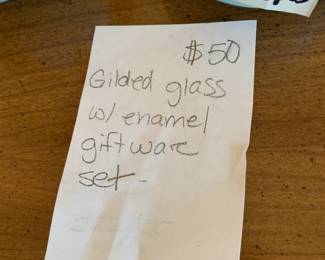 $50
Gilded glass
w/ enamel
giftware
set -